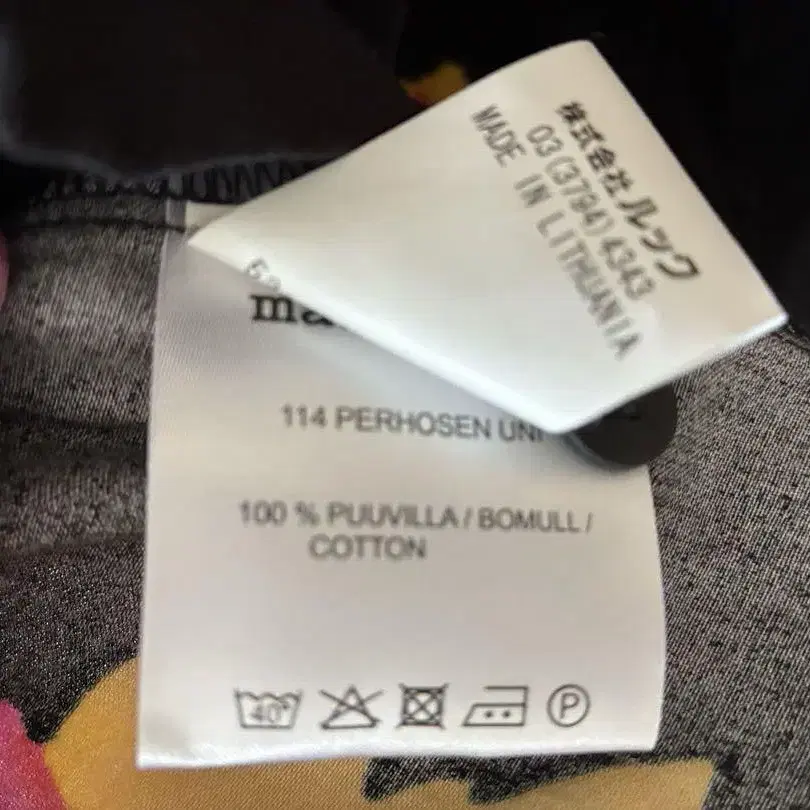 株式会社ルック
03(3794)4343
MADE IN LITHUANIA
114 PERHOSEN
100 % PUUVILLA / BOMULL /
COTTON
40°
P